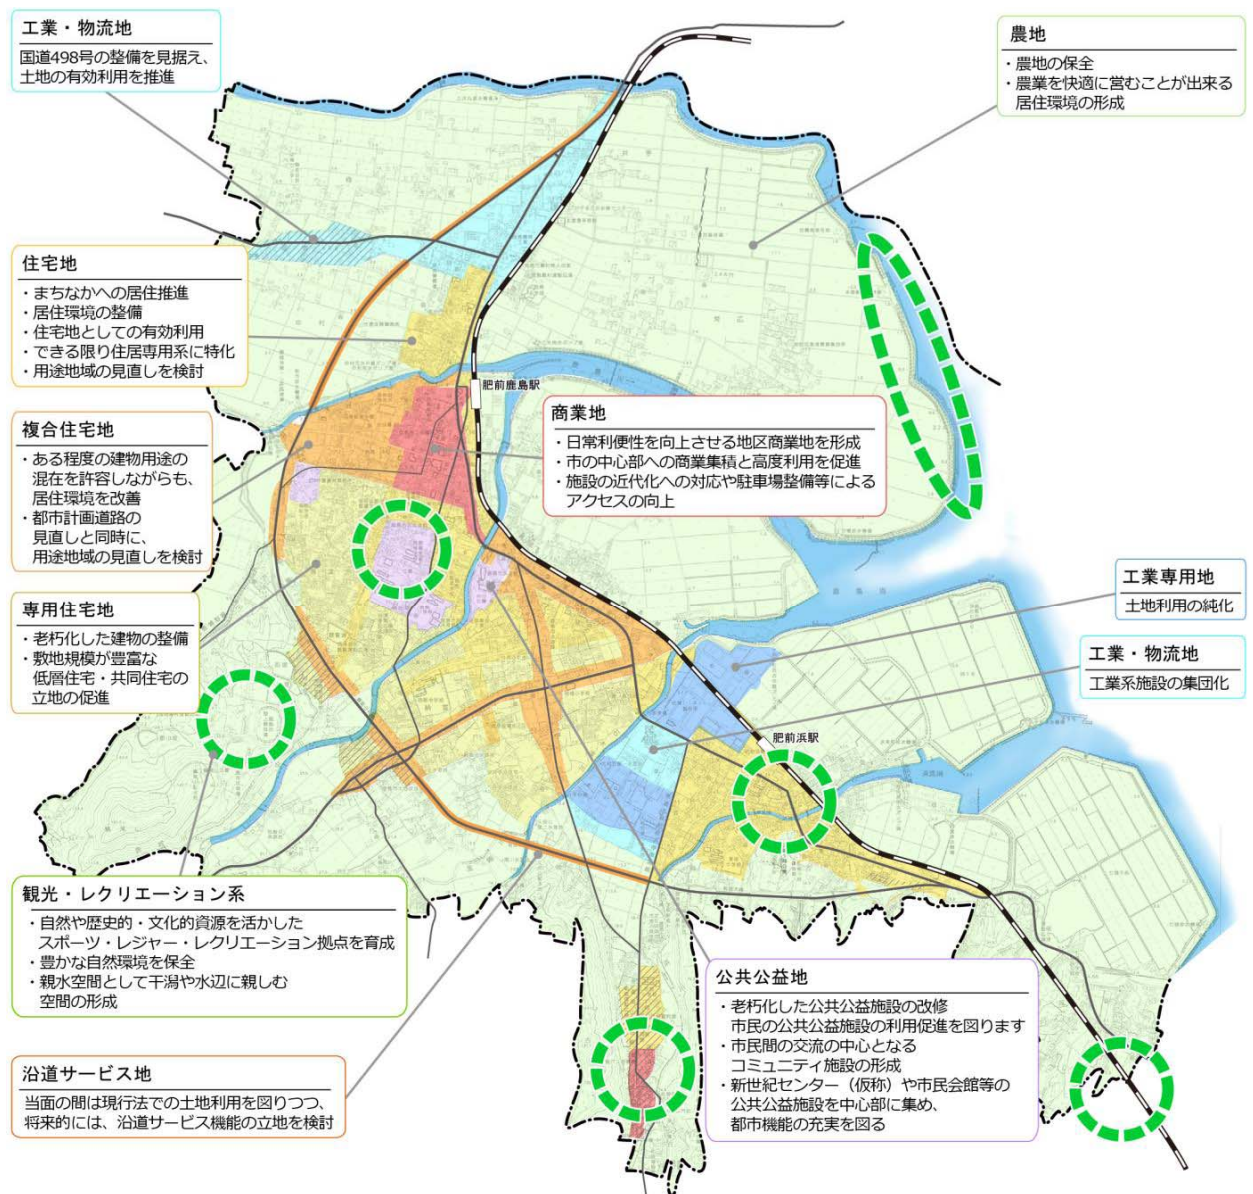 工業・物流地
国道498号の整備を見据え、
土地の有効利用を推進
農地
・農地の保全
・農業を快適に営むことが出来る
居住環境の形成
住宅地
・まちなかへの居住推進
・居住環境の整備
・住宅地としての有効利用
・できる限り住居専用系に特化
・用途地域の見直しを検討
肥前鹿島駅
複合住宅地
・ある程度の建物用途の
混在を許容しながらも、
居住環境を改善
・都市計画道路の
見直しと同時に、
用途地域の見直しを検討
商業地
・日常利便性を向上させる地区商業地を形成
・市の中心部への商業集積と高度利用を促進
・施設の近代化への対応や駐車場整備等による
アクセスの向上
専用住宅地
・老朽化した建物の整備
・敷地規模が豊富な
低層住宅・共同住宅の
立地の促進
工業専用地
土地利用の純化
工業・物流地
工業系施設の集団化
肥前浜駅
観光・レクリエーション系
・自然や歴史的・文化的資源を活かした
スポーツ・レジャー・レクリエーション拠点を育成
・豊かな自然環境を保全
・親水空間として干潟や水辺に親しむ
空間の形成
公共公益地
・老朽化した公共公益施設の改修
市民の公共公益施設の利用促進を図ります
・市民間の交流の中心となる
コミュニティ施設の形成
・新世紀センター（仮称）や市民会館等の
公共公益施設を中心部に集め、
都市機能の充実を図る
沿道サービス地
当面の間は現行法での土地利用を図りつつ、
将来的には、沿道サービス機能の立地を検討